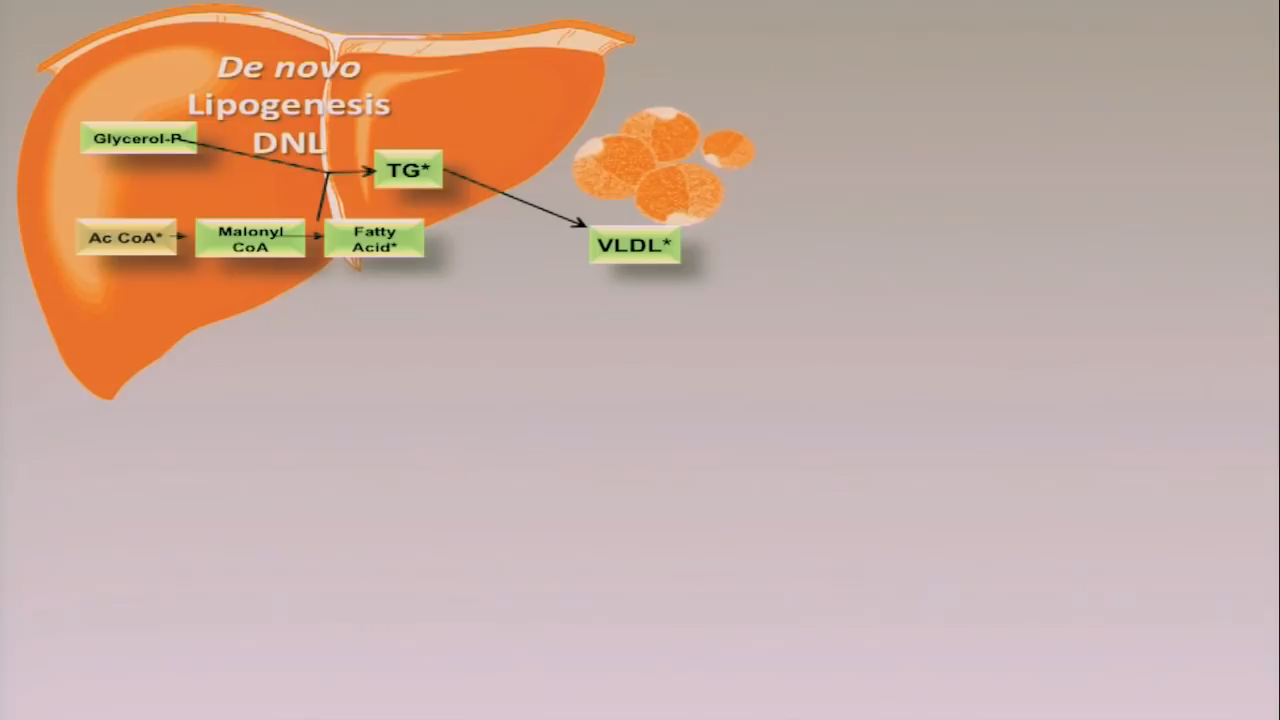 De novo
Lipogenesis
DNL
Glycerol-P
TG*
Ac CoA*
Malonyl
CoA
Fatty
Acid*
VLDL*